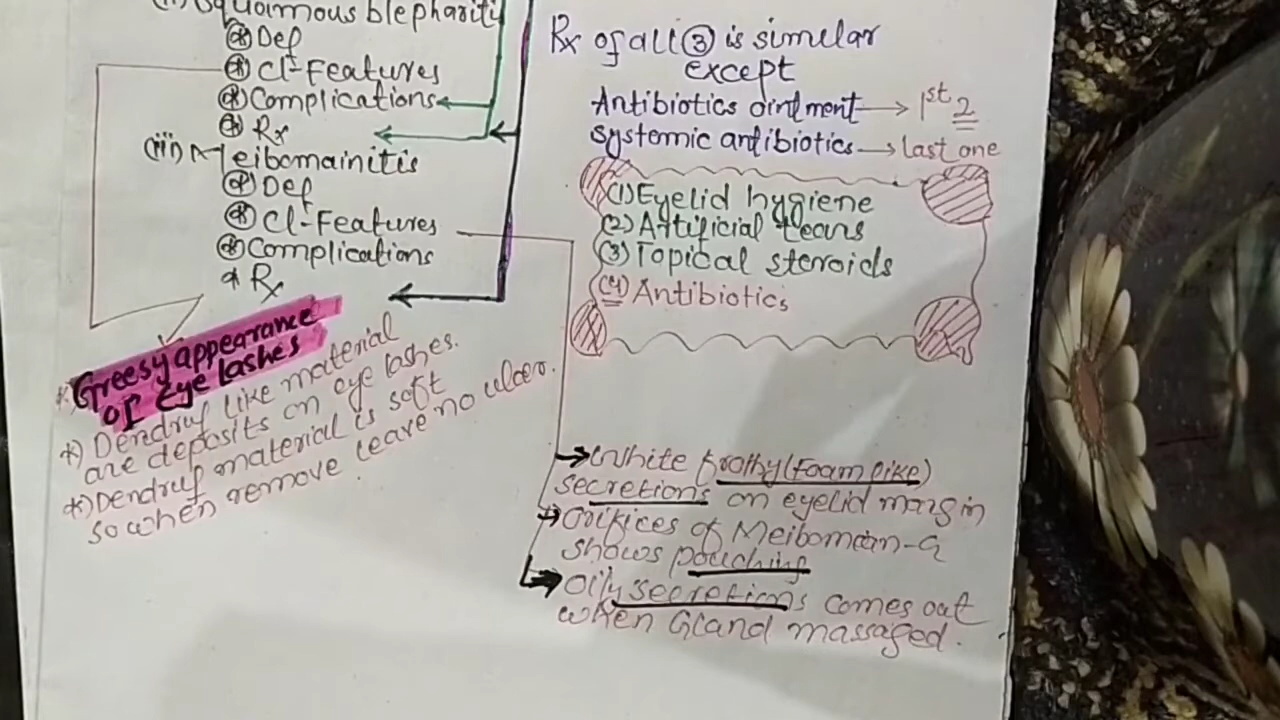 (ii) Squamous blephariti
(*) Def
(*) Cl- Features
(*) Complications
(*) Rx
(iii) Meibomainitis
(*) Def
(*) Cl- Features
(*) Complications
* Rx
*) Greesy appearance
of Eye lashes
*) Dendruf like material
are deposits on eye lashes.
*) Dendruf material is soft
so when remove leave no ulcer.
Rx of all (3) is similar
except
Antibiotics ointment → 1st 2
systemic antibiotics → last one
(1) Eyelid hygiene
(2) Artificial tears
(3) Topical steroids
(4) Antibiotics
→ White frothy (foam like)
secretions on eyelid margin
→ Orifices of Meibomian-G
shows pouching
→ Oily secretions comes out
when Gland massaged.